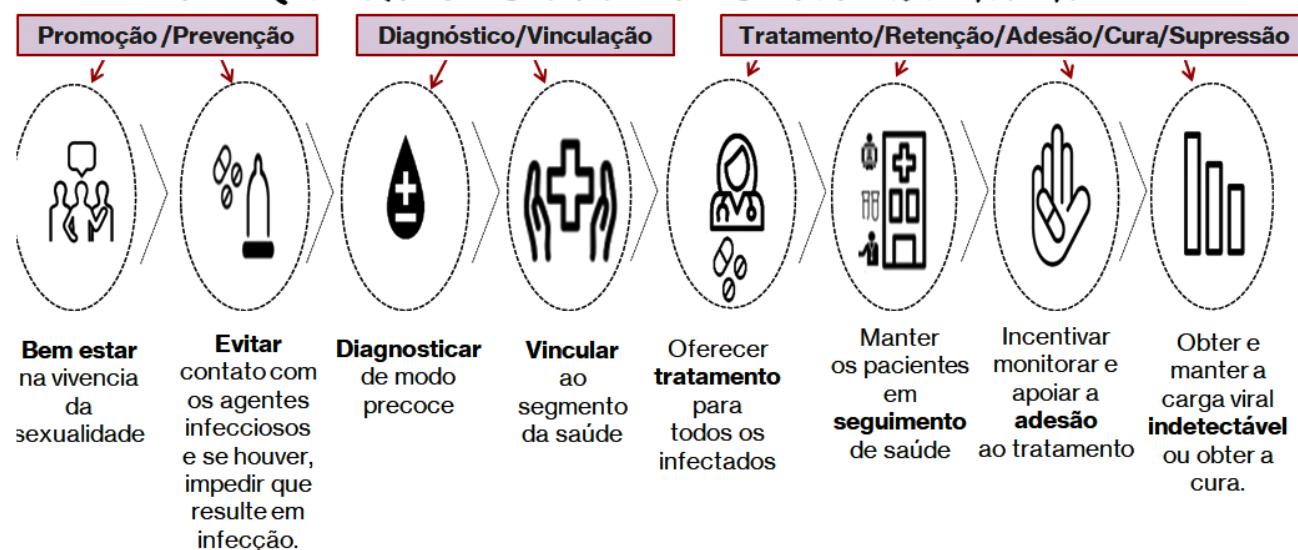 Promoção/Prevenção
Diagnóstico/Vinculação
Tratamento/Retenção/Adesão/Cura/Supressão
Bem estar
na vivencia
da
sexualidade
Evitar
contato com
os agentes
infecciosos
e se houver,
impedir que
resulte em
infecção.
Diagnosticar
de modo
precoce
Vincular
ao
segmento
da saúde
Oferecer
tratamento
para
todos os
infectados
Manter
os pacientes
em
seguimento
de saúde
Incentivar
monitorar e
apoiar a
adesão
ao tratamento
Obter e
manter a
carga viral
indetectável
ou obter a
cura.